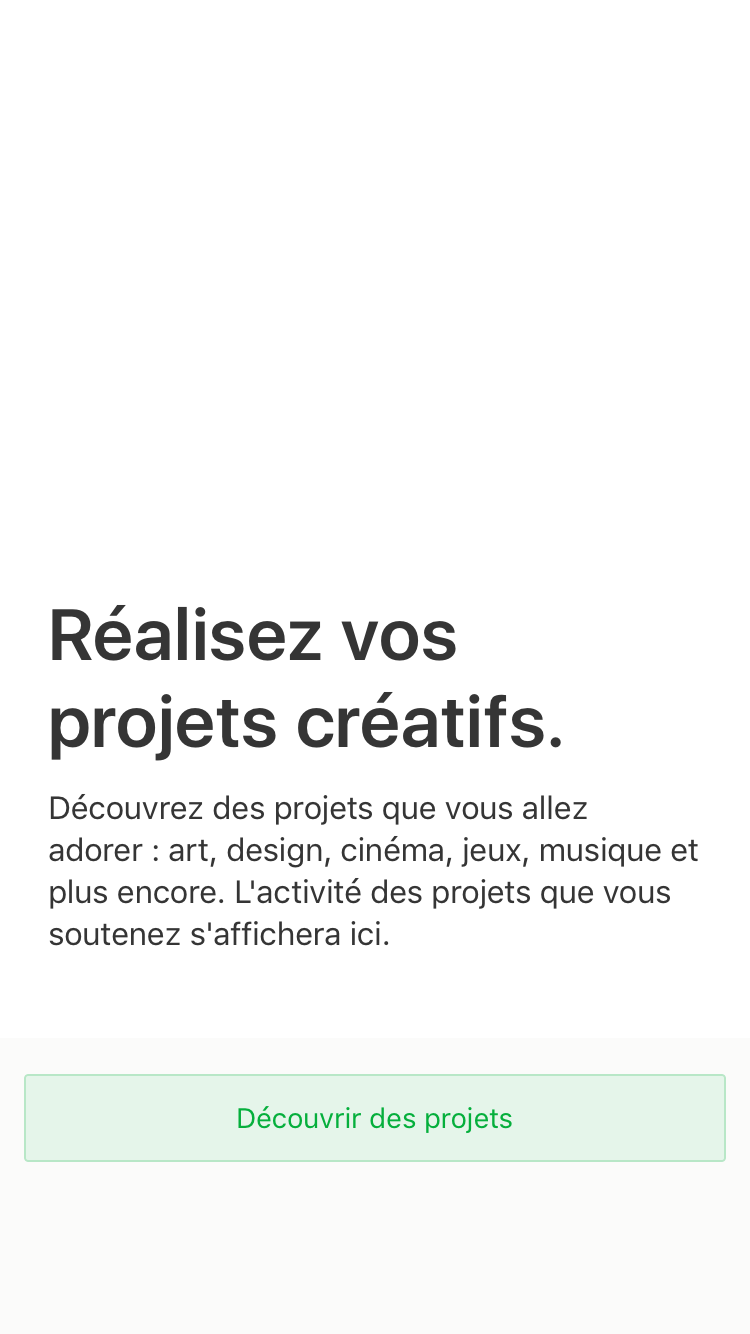 Réalisez vos
projets créatifs.
Découvrez des projets que vous allez
adorer : art, design, cinéma, jeux, musique et
plus encore. L'activité des projets que vous
soutenez s'affichera ici.
Découvrir des projets